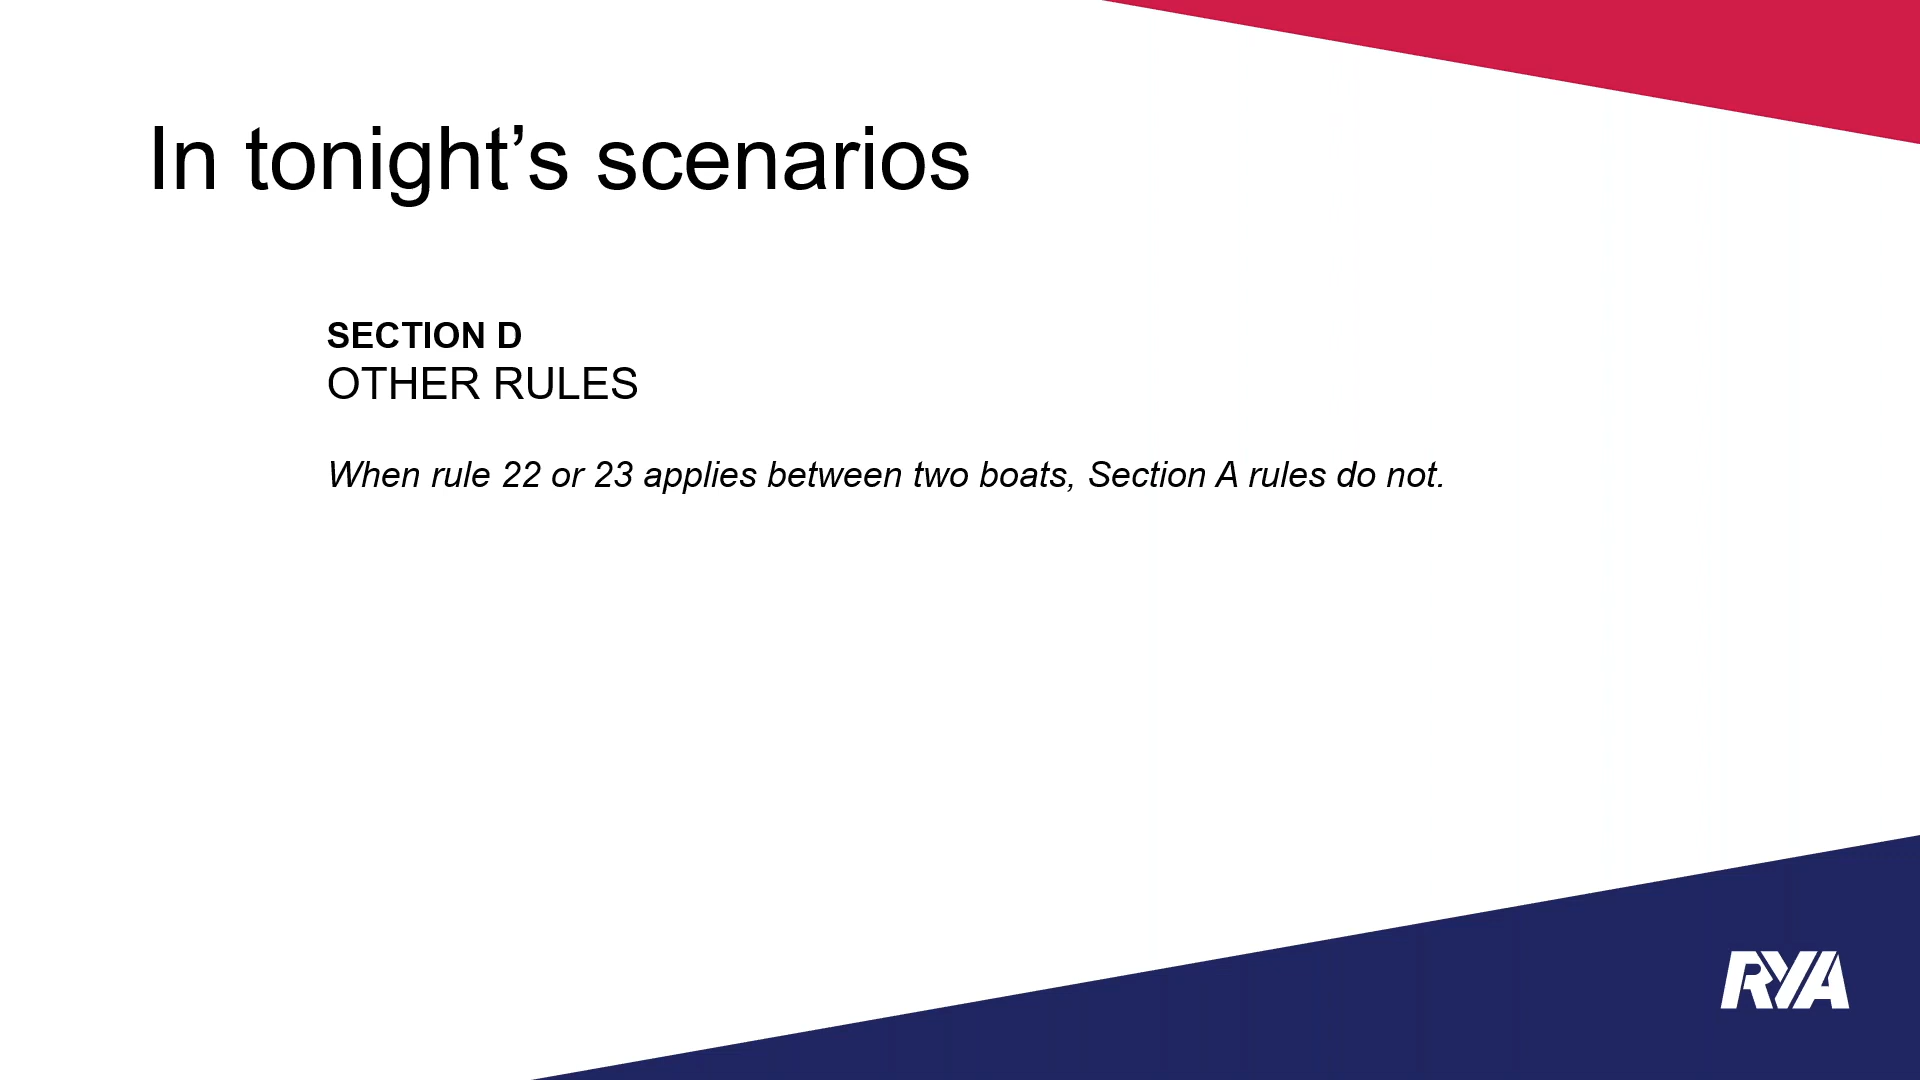 In tonight’s scenarios
SECTION D
OTHER RULES
When rule 22 or 23 applies between two boats, Section A rules do not.
RYA